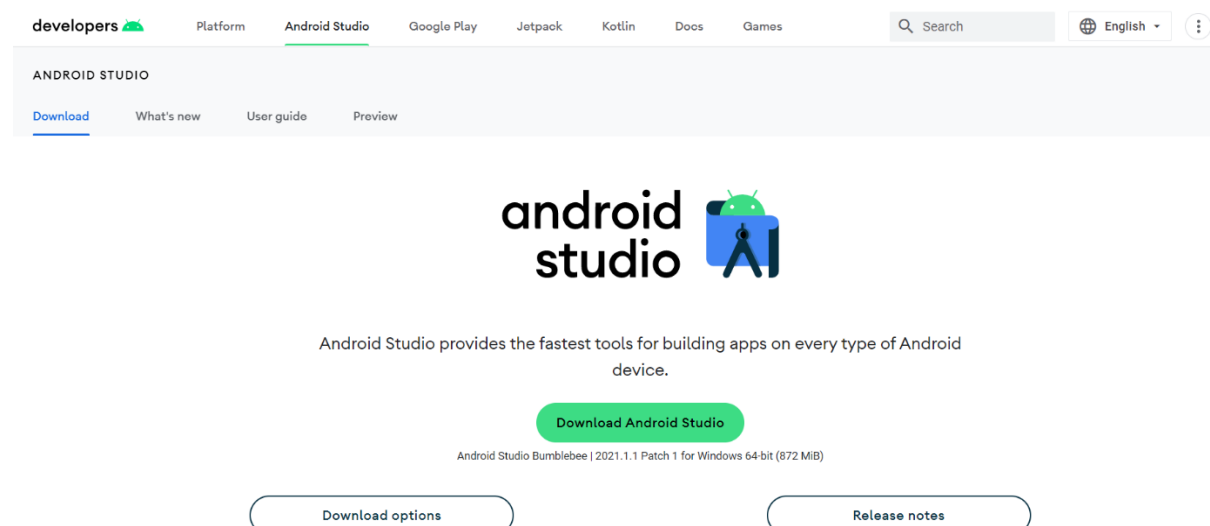 developers Platform Android Studio Google Play Jetpack Kotlin Docs Games Search English
ANDROID STUDIO
Download What's new User guide Preview
android
studio
Android Studio provides the fastest tools for building apps on every type of Android
device.
Download Android Studio
Android Studio Bumblebee | 2021.1.1 Patch 1 for Windows 64-bit (872 MiB)
Download options Release notes